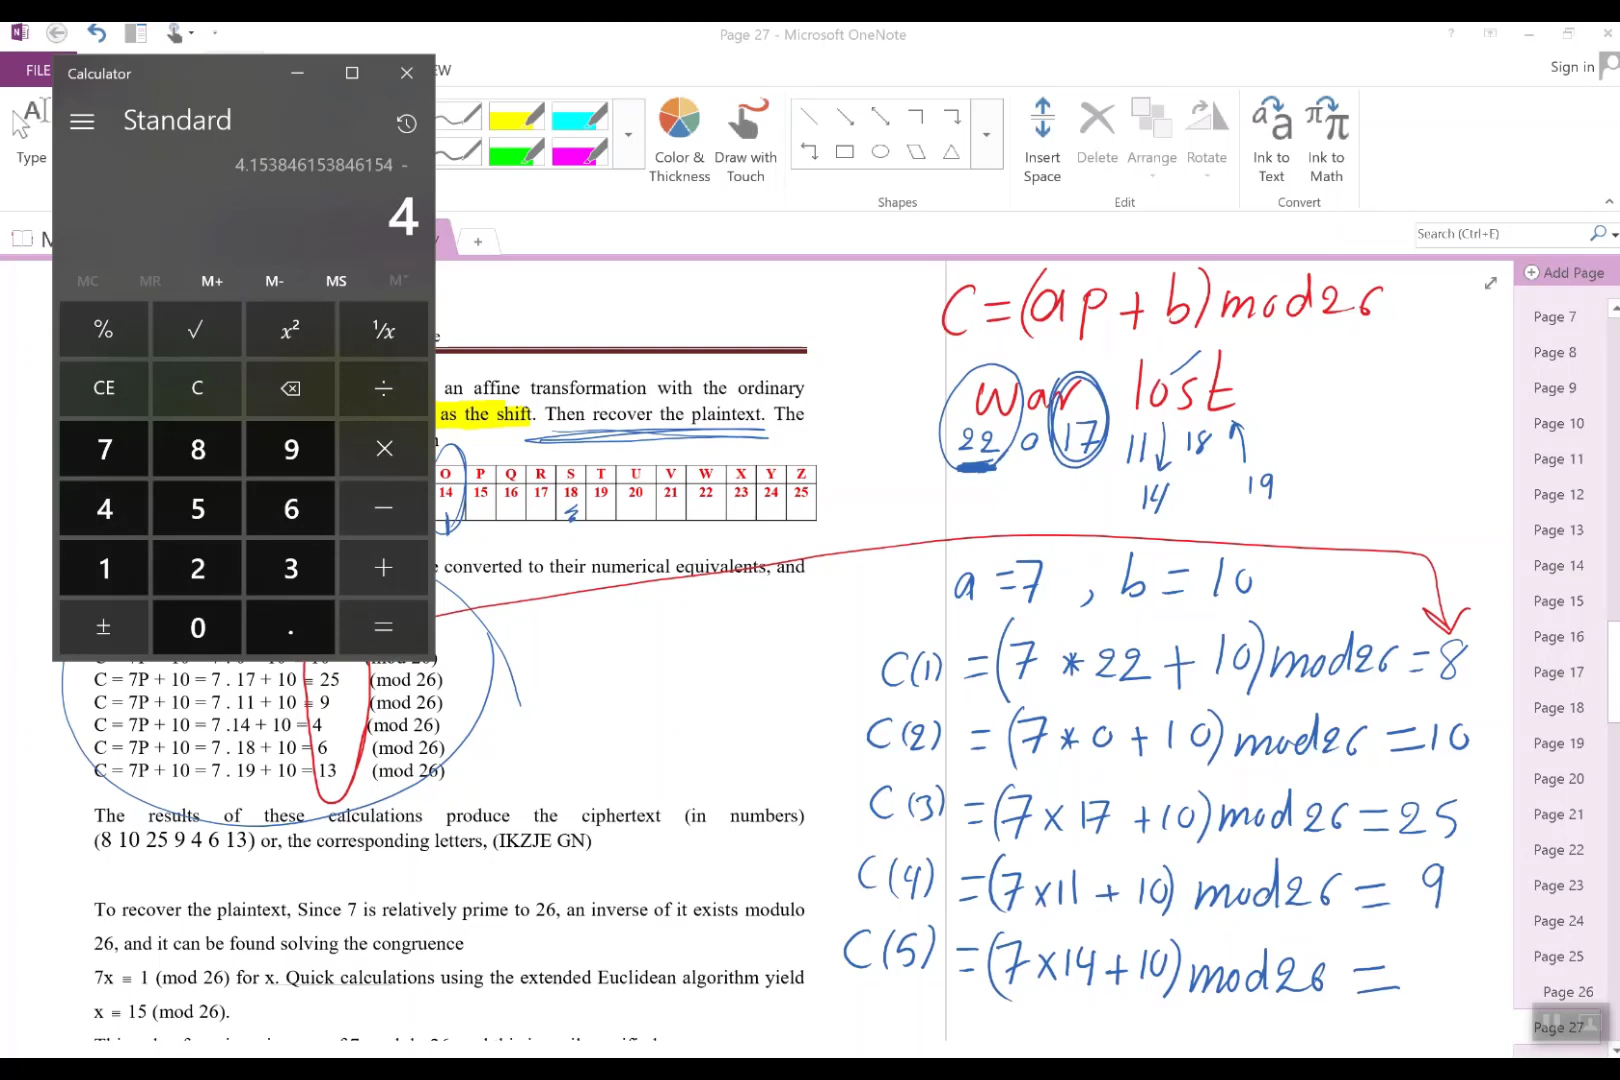 Page 27 - Microsoft OneNote
?
FILE
EW
Sign in
Calculator
Standard
4.153846153846154 -
4
MC MR M+ M- MS
% √ x² ¹/x
CE C ÷
7 8 9 ×
4 5 6 −
1 2 3 +
± 0 . =
Type
Color & Thickness
Draw with Touch
Shapes
Insert Space
Delete
Arrange
Rotate
Edit
Ink to Text
Ink to Math
Convert
M
+
Search (Ctrl+E)
e
an affine transformation with the ordinary
as the shift. Then recover the plaintext. The
O P Q R S T U V W X Y Z
14 15 16 17 18 19 20 21 22 23 24 25
converted to their numerical equivalents, and
C = 7P + 10 = 7 . 17 + 10 ≡ 25 (mod 26)
C = 7P + 10 = 7 . 11 + 10 ≡ 9 (mod 26)
C = 7P + 10 = 7 .14 + 10 = 4 (mod 26)
C = 7P + 10 = 7 . 18 + 10 = 6 (mod 26)
C = 7P + 10 = 7 . 19 + 10 = 13 (mod 26)
The results of these calculations produce the ciphertext (in numbers)
(8 10 25 9 4 6 13) or, the corresponding letters, (IKZJE GN)
To recover the plaintext, Since 7 is relatively prime to 26, an inverse of it exists modulo
26, and it can be found solving the congruence
7x ≡ 1 (mod 26) for x. Quick calculations using the extended Euclidean algorithm yield
x ≡ 15 (mod 26).
C=(ap+b)mod26
war lost
22 0 17 11 18
14 19
a=7 , b=10
C(1) =(7*22+10)mod26=8
C(2) =(7*0+10)mod26=10
C(3) =(7x17+10)mod26=25
C(4) =(7x11+10) mod26= 9
C(5) =(7x14+10)mod26 =
Add Page
Page 7
Page 8
Page 9
Page 10
Page 11
Page 12
Page 13
Page 14
Page 15
Page 16
Page 17
Page 18
Page 19
Page 20
Page 21
Page 22
Page 23
Page 24
Page 25
Page 26
Page 27